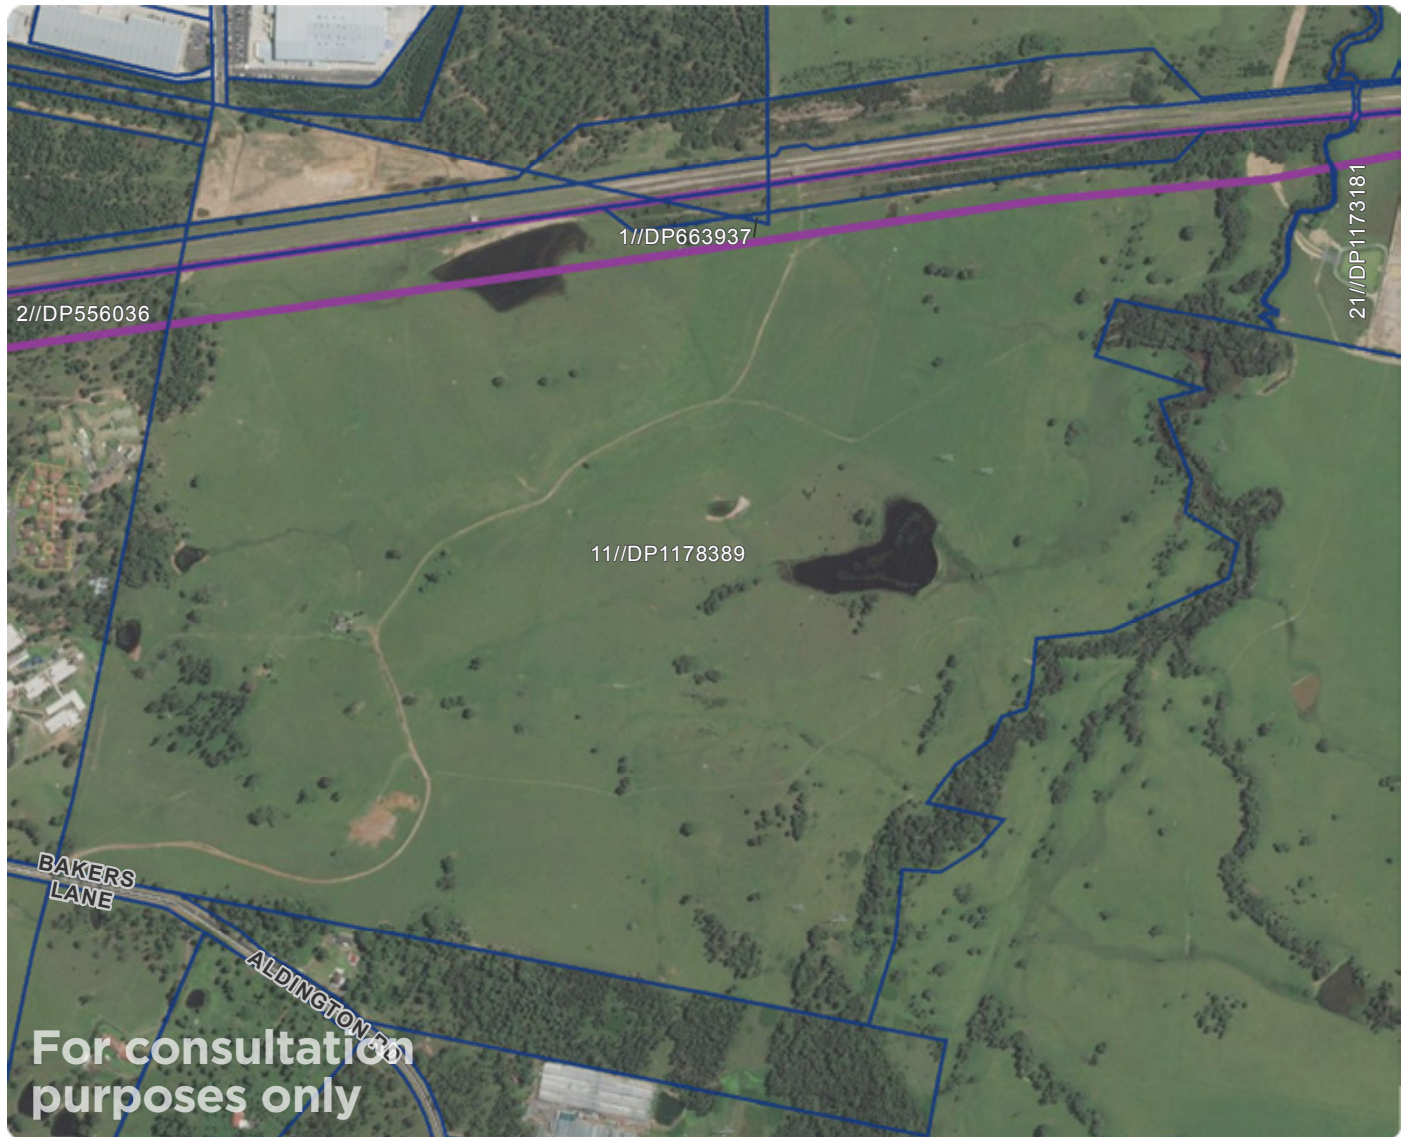 1//DP663937
21//DP1173181
2//DP556036
11//DP1178389
BAKERS
LANE
ALDINGTON RD
For consultation
purposes only